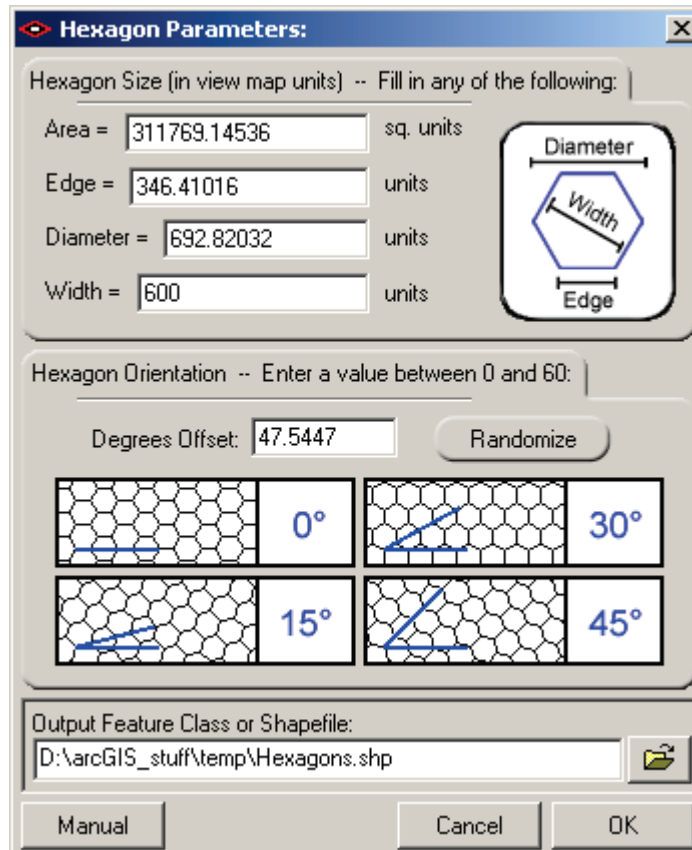 Hexagon Parameters:
Hexagon Size (in view map units) -- Fill in any of the following:
Area = 311769.14536 sq. units
Edge = 346.41016 units
Diameter = 692.82032 units
Width = 600 units
Diameter
Width
Edge
Hexagon Orientation -- Enter a value between 0 and 60:
Degrees Offset: 47.5447 Randomize
0° 30°
15° 45°
Output Feature Class or Shapefile:
D:\arcGIS_stuff\temp\Hexagons.shp
Manual Cancel OK